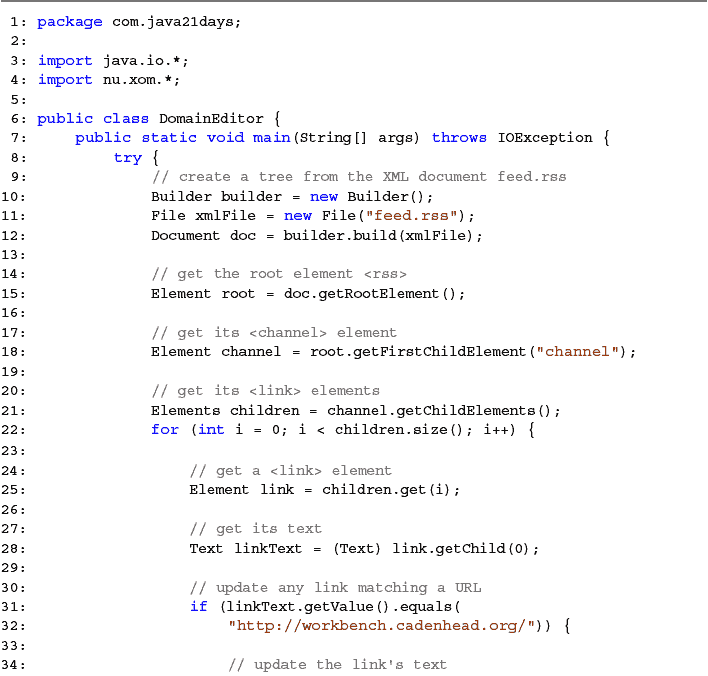 1: package com.java21days;
2:
3: import java.io.*;
4: import nu.xom.*;
5:
6: public class DomainEditor {
7:     public static void main(String[] args) throws IOException {
8:         try {
9:             // create a tree from the XML document feed.rss
10:             Builder builder = new Builder();
11:             File xmlFile = new File("feed.rss");
12:             Document doc = builder.build(xmlFile);
13:
14:             // get the root element <rss>
15:             Element root = doc.getRootElement();
16:
17:             // get its <channel> element
18:             Element channel = root.getFirstChildElement("channel");
19:
20:             // get its <link> elements
21:             Elements children = channel.getChildElements();
22:             for (int i = 0; i < children.size(); i++) {
23:
24:                 // get a <link> element
25:                 Element link = children.get(i);
26:
27:                 // get its text
28:                 Text linkText = (Text) link.getChild(0);
29:
30:                 // update any link matching a URL
31:                 if (linkText.getValue().equals(
32:                     "http://workbench.cadenhead.org/")) {
33:
34:                     // update the link's text